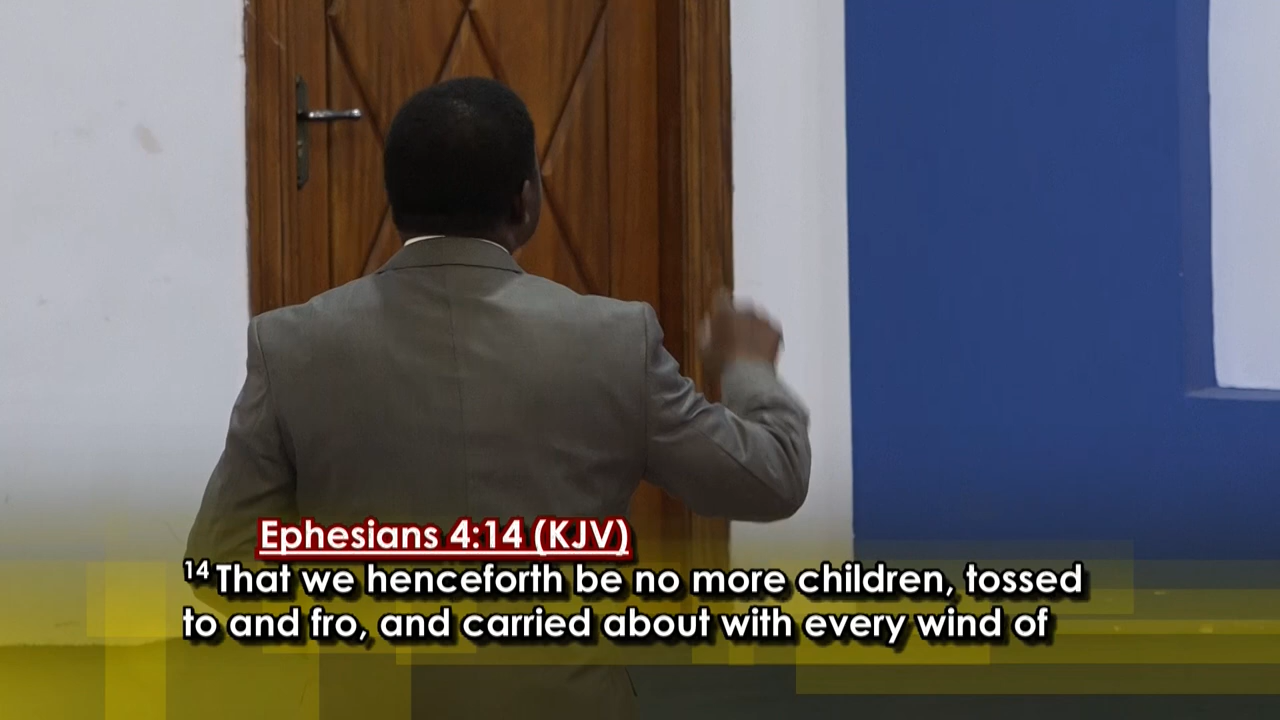 Ephesians 4:14 (KJV)
14 That we henceforth be no more children, tossed
to and fro, and carried about with every wind of